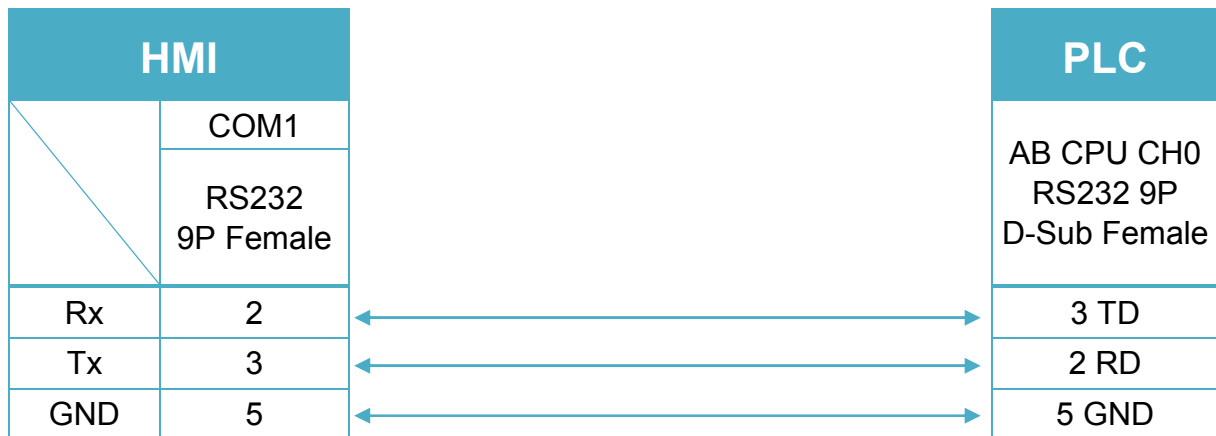 HMI
PLC
COM1
RS232
9P Female
AB CPU CH0
RS232 9P
D-Sub Female
Rx 2 3 TD
Tx 3 2 RD
GND 5 5 GND